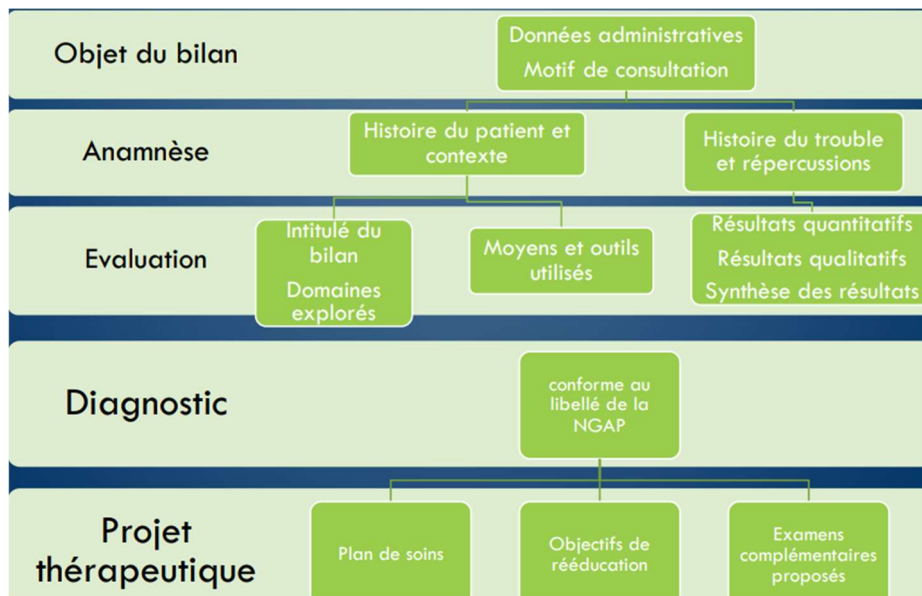 Objet du bilan
Données administratives
Motif de consultation
Anamnèse
Histoire du patient et
contexte
Histoire du trouble
et répercussions
Evaluation
Intitulé du
bilan
Domaines
explorés
Moyens et outils
utilisés
Résultats quantitatifs
Résultats qualitatifs
Synthèse des résultats
Diagnostic
conforme au
libellé de la
NGAP
Projet
thérapeutique
Plan de soins
Objectifs de
rééducation
Examens
complémentaires
proposés